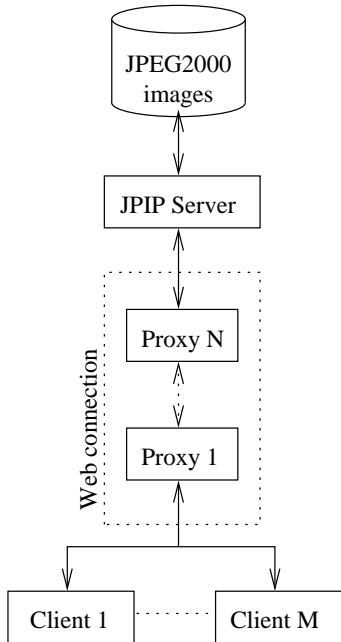 JPEG2000
images
JPIP Server
Proxy N
Web connection
Proxy 1
Client 1
Client M